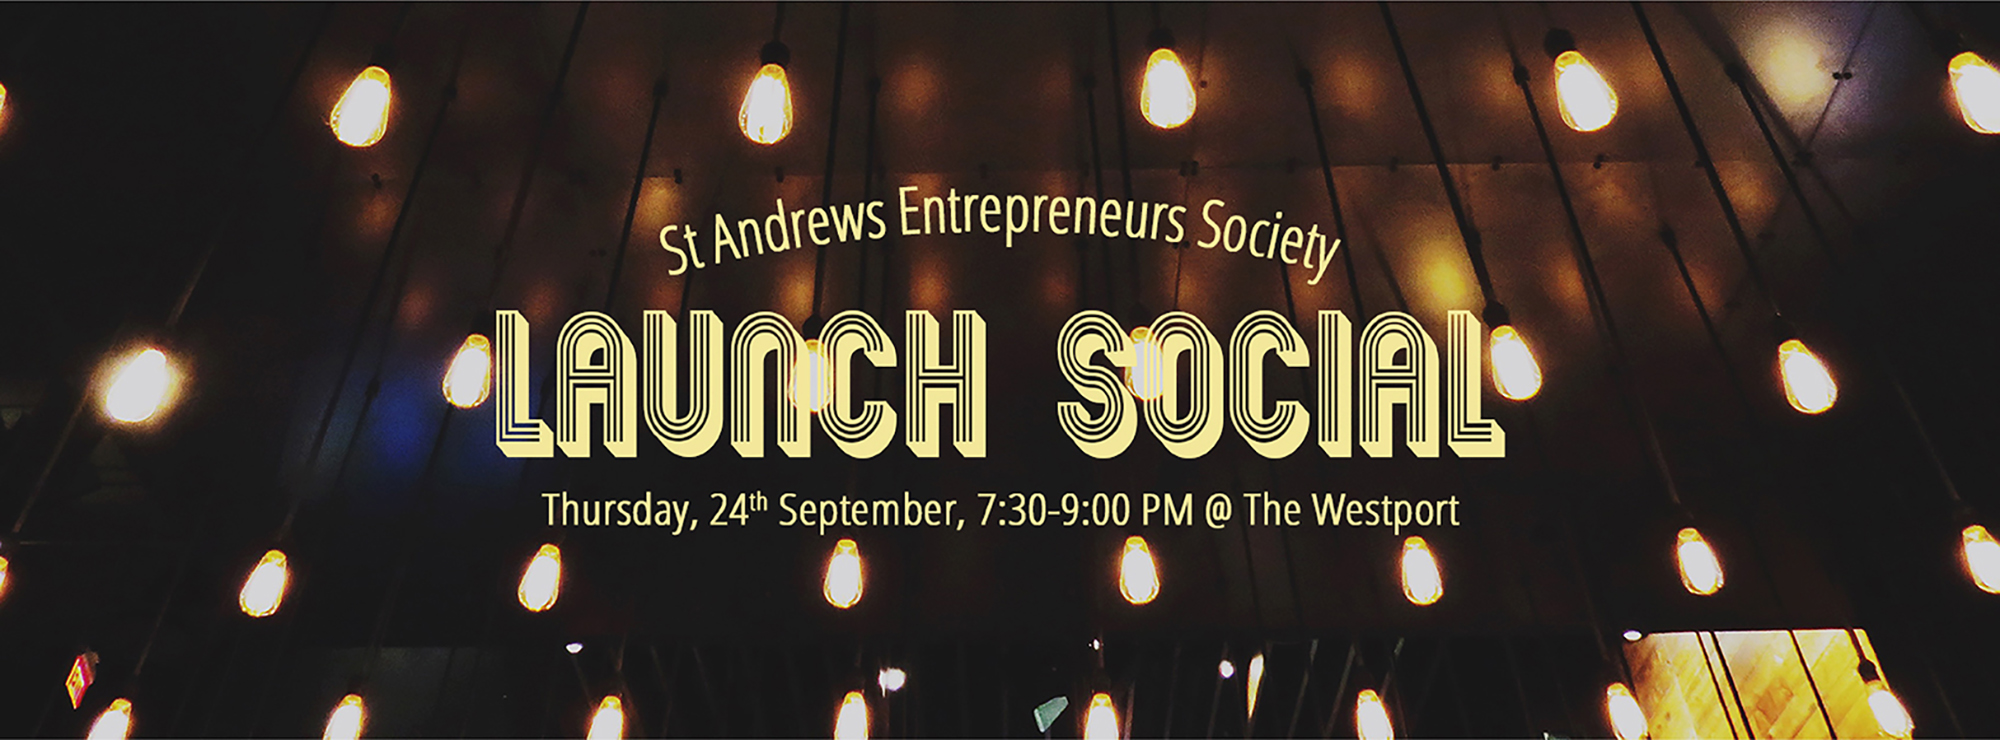 St Andrews Entrepreneurs Society
LAUNCH SOCIAL
Thursday, 24th September, 7:30-9:00 PM @ The Westport